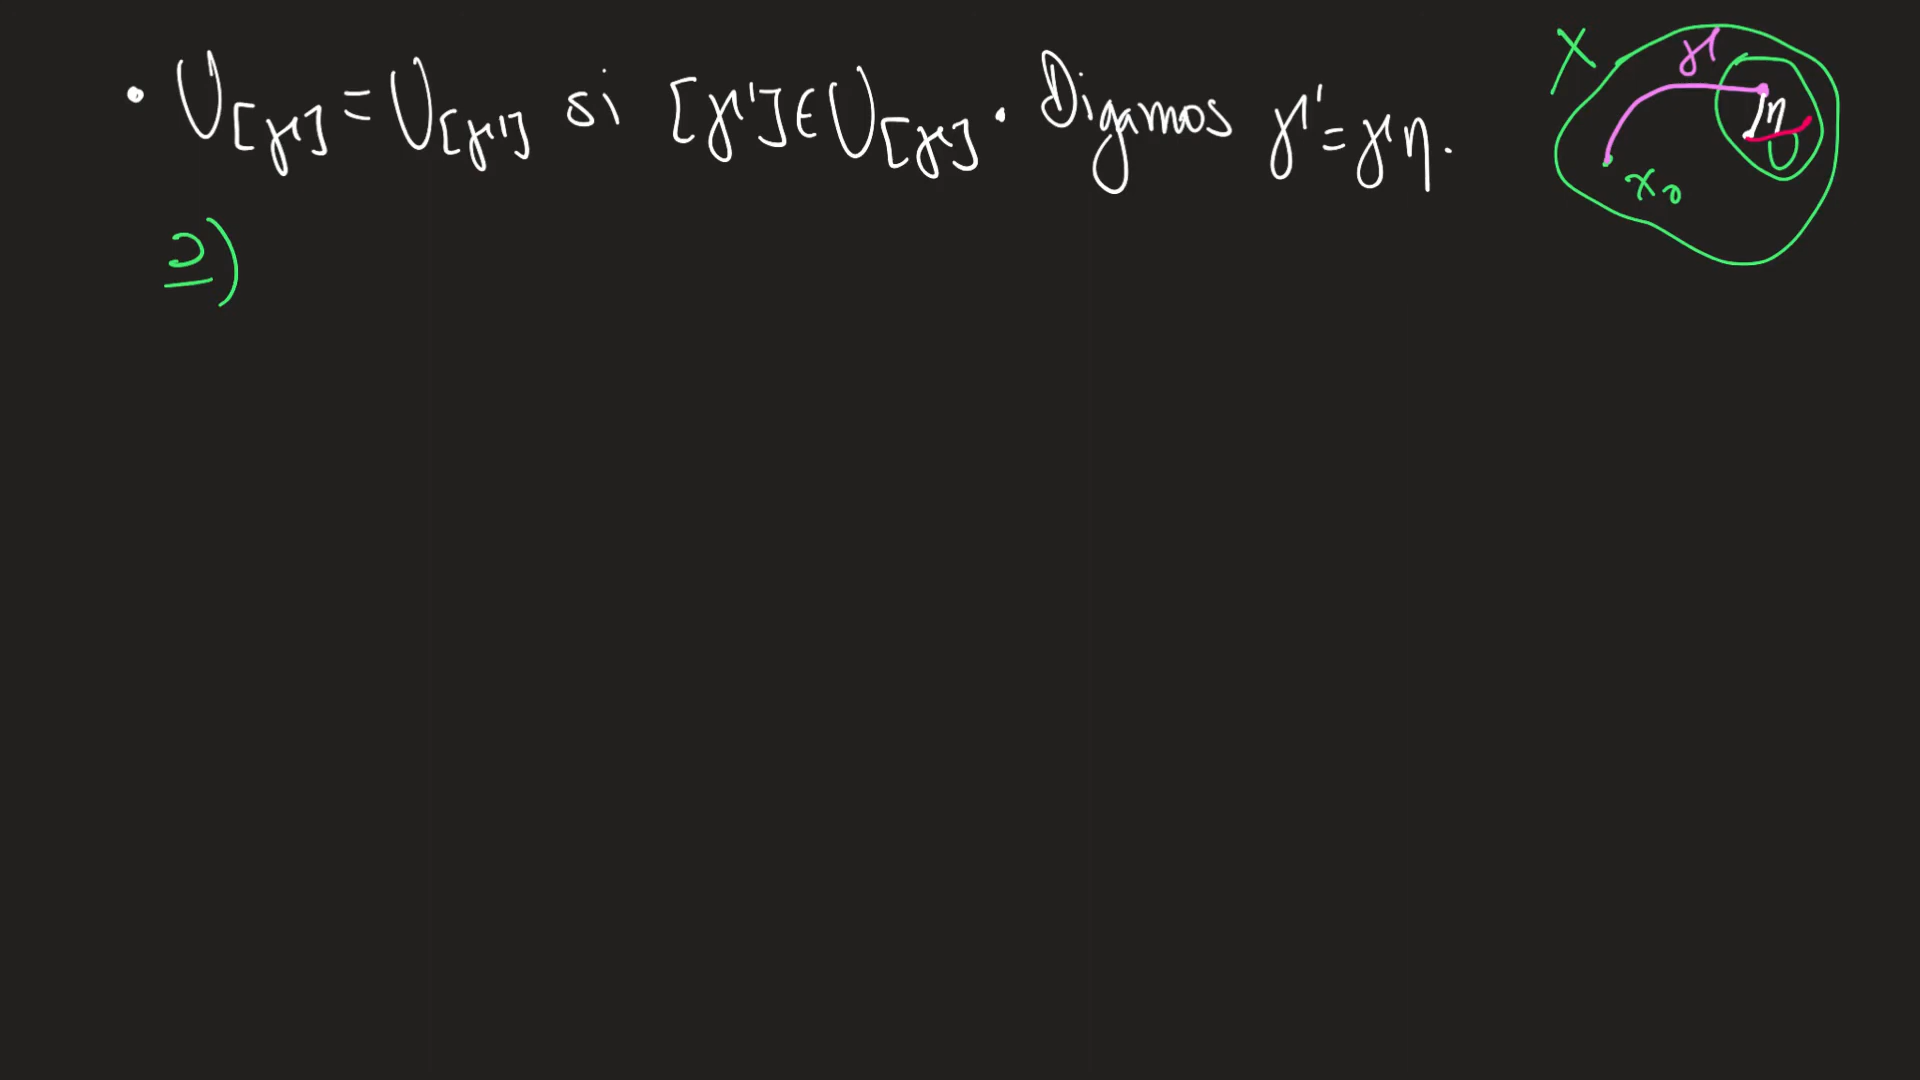 • U[γ] = U[γ'] si [γ'] ∈ U[γ]. Digamos γ' = γη.
⊇)
X
γ
η
U
x₀